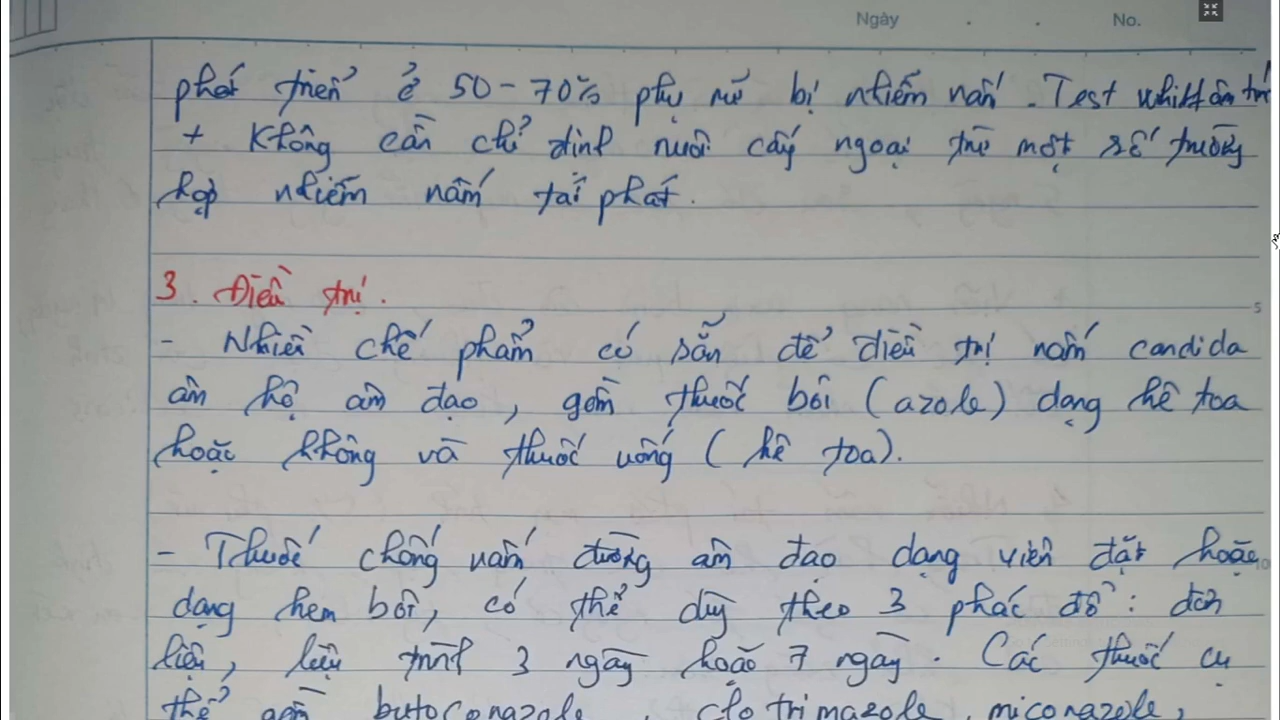 Ngày . . No.
phát triển ở 50 - 70% phụ nữ bị nhiễm nấm. Test whiff âm tí
+ Không cần chỉ định nuôi cấy ngoại trừ một số trường
hợp nhiễm nấm tái phát.
3. Điều trị.
- Nhiều chế phẩm có sẵn để điều trị nấm candida
âm hộ âm đạo, gồm thuốc bôi (azole) dạng kê toa
hoặc không và thuốc uống (kê toa).
5
- Thuốc chống nấm đường âm đạo dạng viên đặt hoặc
10
dạng kem bôi, có thể dùng theo 3 phác đồ: đơn
liều, liệu trình 3 ngày hoặc 7 ngày. Các thuốc cụ
thể gồm butoconazole, clotrimazole, miconazole,